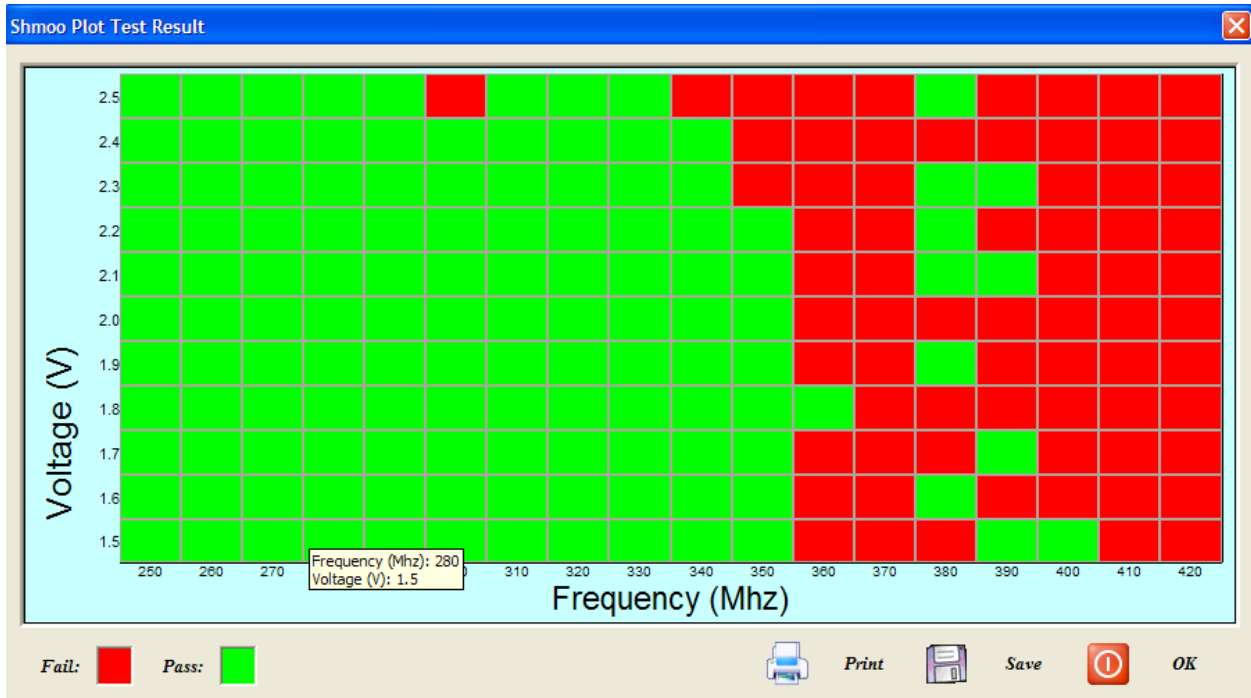 Shmoo Plot Test Result
2.5
2.4
2.3
2.2
2.1
2.0
1.9
1.8
1.7
1.6
1.5
Voltage (V)
250 260 270 310 320 330 340 350 360 370 380 390 400 410 420
Frequency (Mhz): 280
Voltage (V): 1.5
Frequency (Mhz)
Fail: Pass: Print Save OK